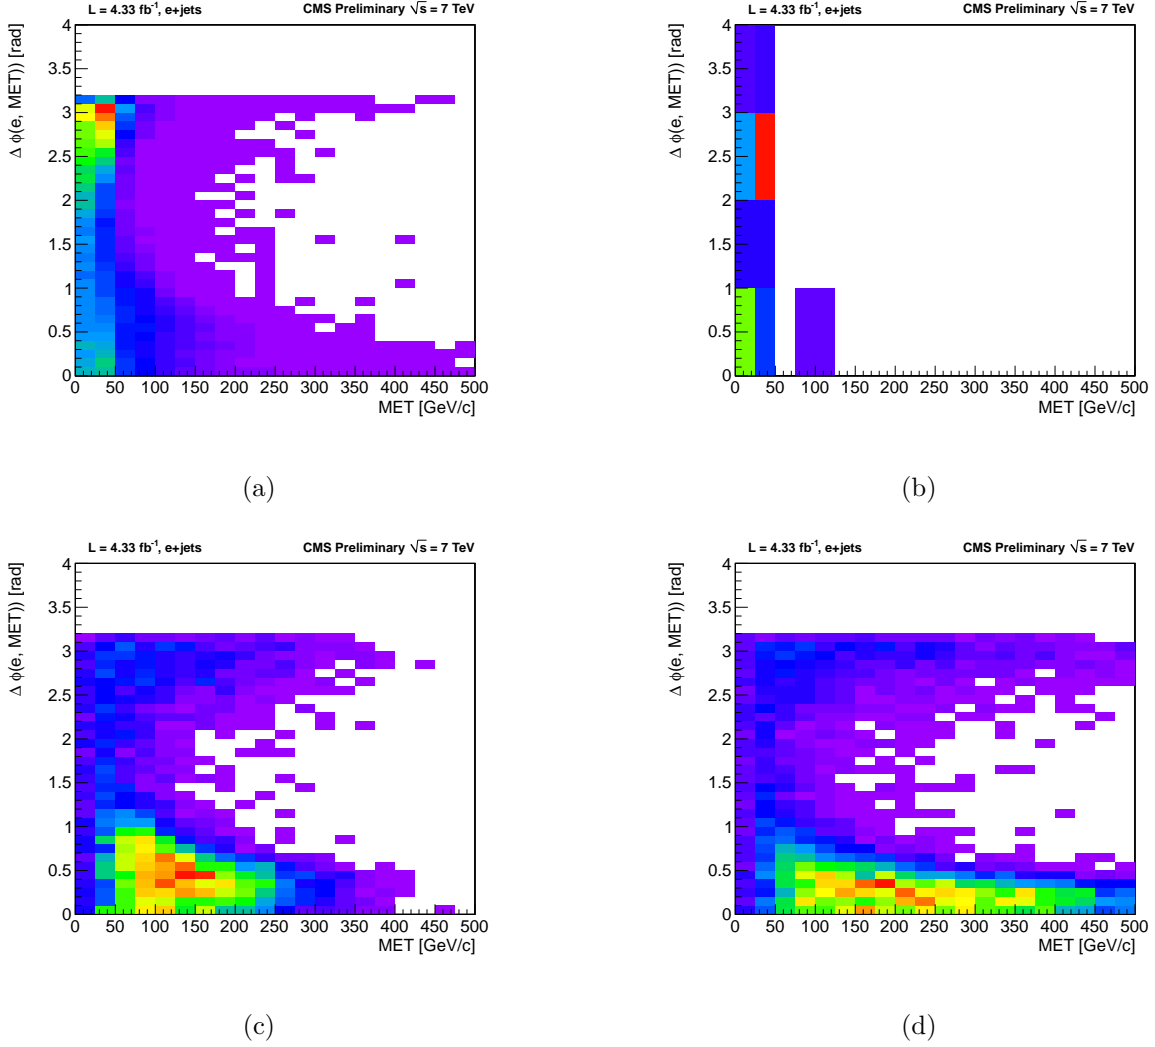 L = 4.33 fb⁻¹, e+jets CMS Preliminary √s = 7 TeV
Δ ϕ(e, MET)) [rad]
4
3.5
3
2.5
2
1.5
1
0.5
0
0 50 100 150 200 250 300 350 400 450 500
MET [GeV/c]
(a)
L = 4.33 fb⁻¹, e+jets CMS Preliminary √s = 7 TeV
Δ ϕ(e, MET)) [rad]
4
3.5
3
2.5
2
1.5
1
0.5
0
0 50 100 150 200 250 300 350 400 450 500
MET [GeV/c]
(b)
L = 4.33 fb⁻¹, e+jets CMS Preliminary √s = 7 TeV
Δ ϕ(e, MET)) [rad]
4
3.5
3
2.5
2
1.5
1
0.5
0
0 50 100 150 200 250 300 350 400 450 500
MET [GeV/c]
(c)
L = 4.33 fb⁻¹, e+jets CMS Preliminary √s = 7 TeV
Δ ϕ(e, MET)) [rad]
4
3.5
3
2.5
2
1.5
1
0.5
0
0 50 100 150 200 250 300 350 400 450 500
MET [GeV/c]
(d)